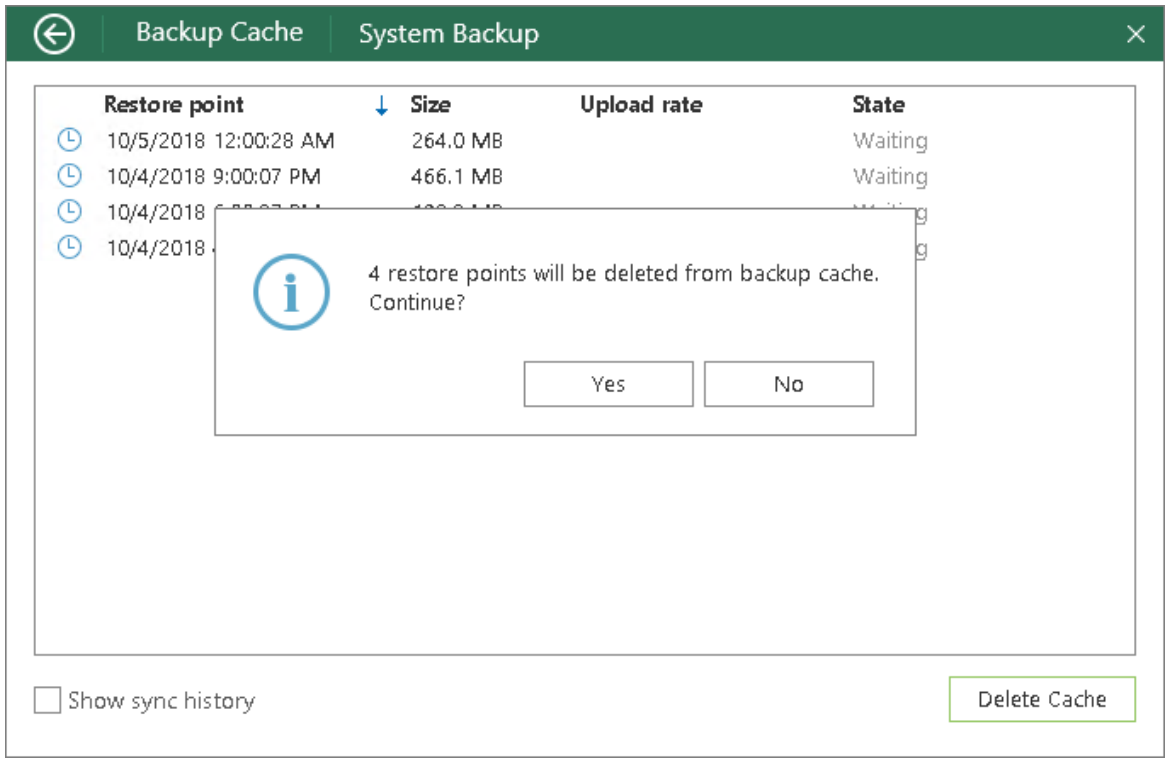 Backup Cache System Backup
Restore point Size Upload rate State
10/5/2018 12:00:28 AM 264.0 MB Waiting
10/4/2018 9:00:07 PM 466.1 MB Waiting
10/4/2018
10/4/2018
4 restore points will be deleted from backup cache.
Continue?
Yes No
Show sync history Delete Cache